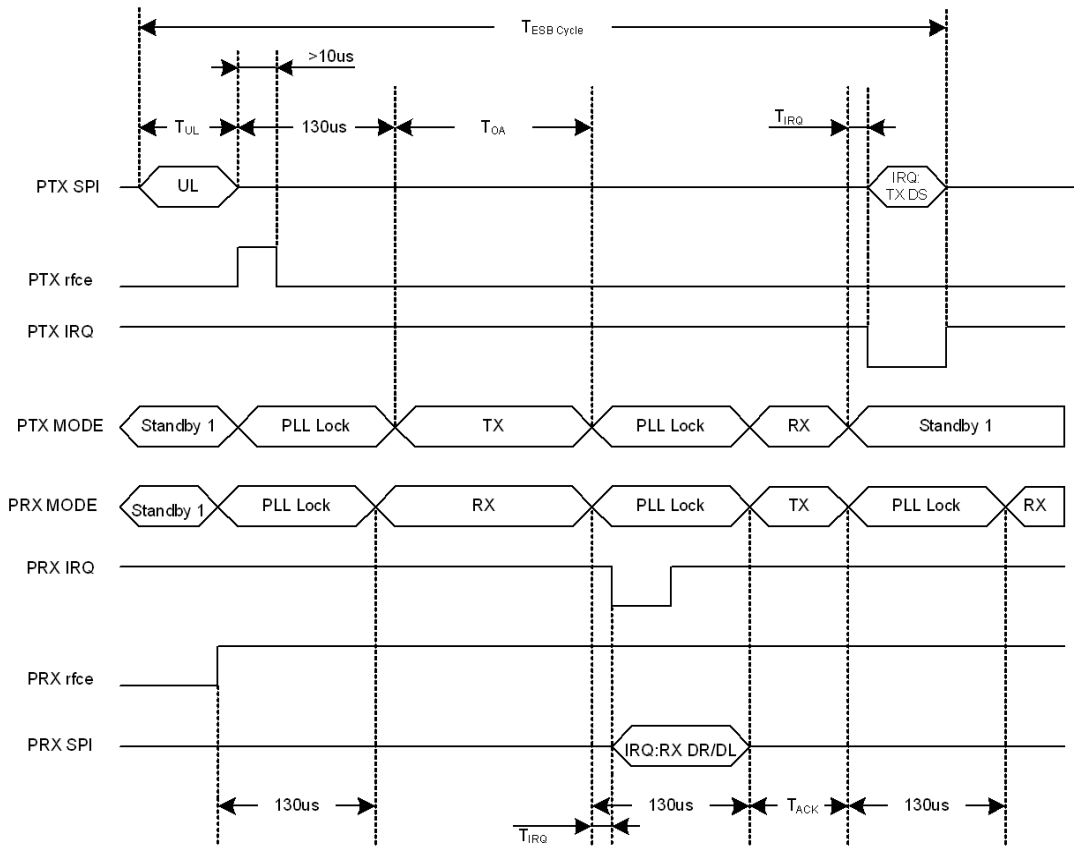 TESB Cycle
>10us
TUL
130us
TOA
TIRQ
PTX SPI
UL
IRQ:
TX DS
PTX rfce
PTX IRQ
PTX MODE
Standby 1
PLL Lock
TX
PLL Lock
RX
Standby 1
PRX MODE
Standby 1
PLL Lock
RX
PLL Lock
TX
PLL Lock
RX
PRX IRQ
PRX rfce
PRX SPI
IRQ:RX DR/DL
130us
130us
TACK
130us
TIRQ